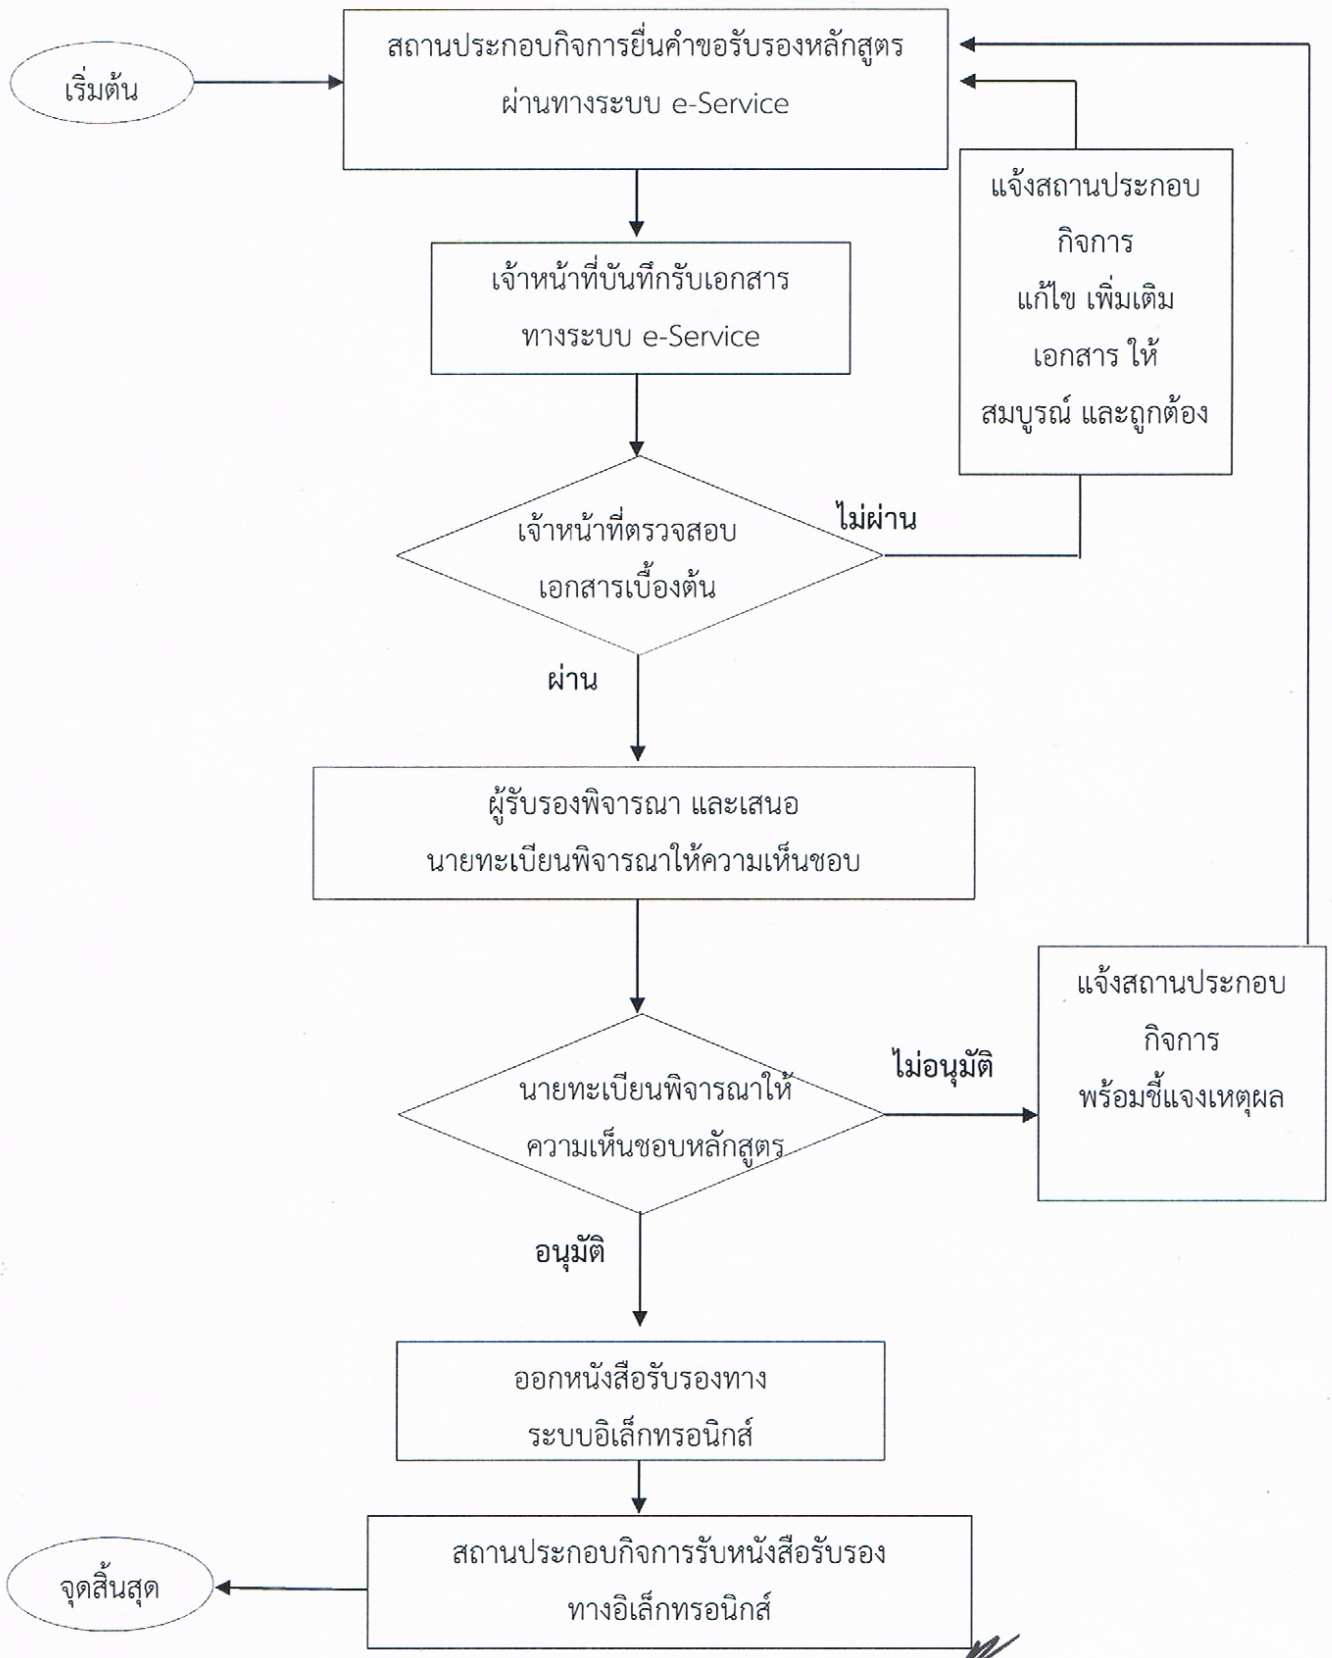 เริ่มต้น
สถานประกอบกิจการยื่นคำขอรับรองหลักสูตร
ผ่านทางระบบ e-Service
แจ้งสถานประกอบ
กิจการ
แก้ไข เพิ่มเติม
เอกสาร ให้
สมบูรณ์ และถูกต้อง
เจ้าหน้าที่บันทึกรับเอกสาร
ทางระบบ e-Service
เจ้าหน้าที่ตรวจสอบ
เอกสารเบื้องต้น
ไม่ผ่าน
ผ่าน
ผู้รับรองพิจารณา และเสนอ
นายทะเบียนพิจารณาให้ความเห็นชอบ
นายทะเบียนพิจารณาให้
ความเห็นชอบหลักสูตร
ไม่อนุมัติ
แจ้งสถานประกอบ
กิจการ
พร้อมชี้แจงเหตุผล
อนุมัติ
ออกหนังสือรับรองทาง
ระบบอิเล็กทรอนิกส์
สถานประกอบกิจการรับหนังสือรับรอง
ทางอิเล็กทรอนิกส์
จุดสิ้นสุด